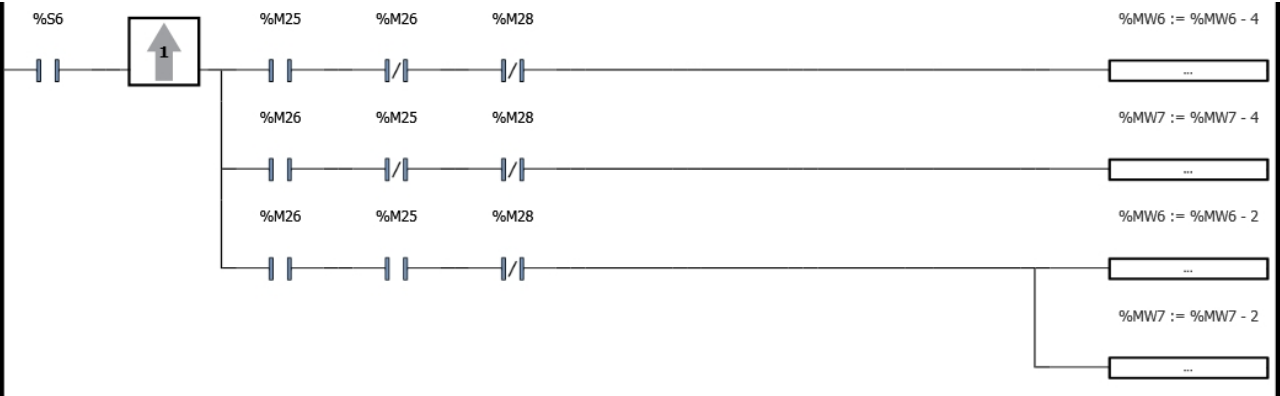 %S6 %M25 %M26 %M28 %MW6 := %MW6 - 4
1
...
%M26 %M25 %M28 %MW7 := %MW7 - 4
...
%M26 %M25 %M28 %MW6 := %MW6 - 2
...
%MW7 := %MW7 - 2
...